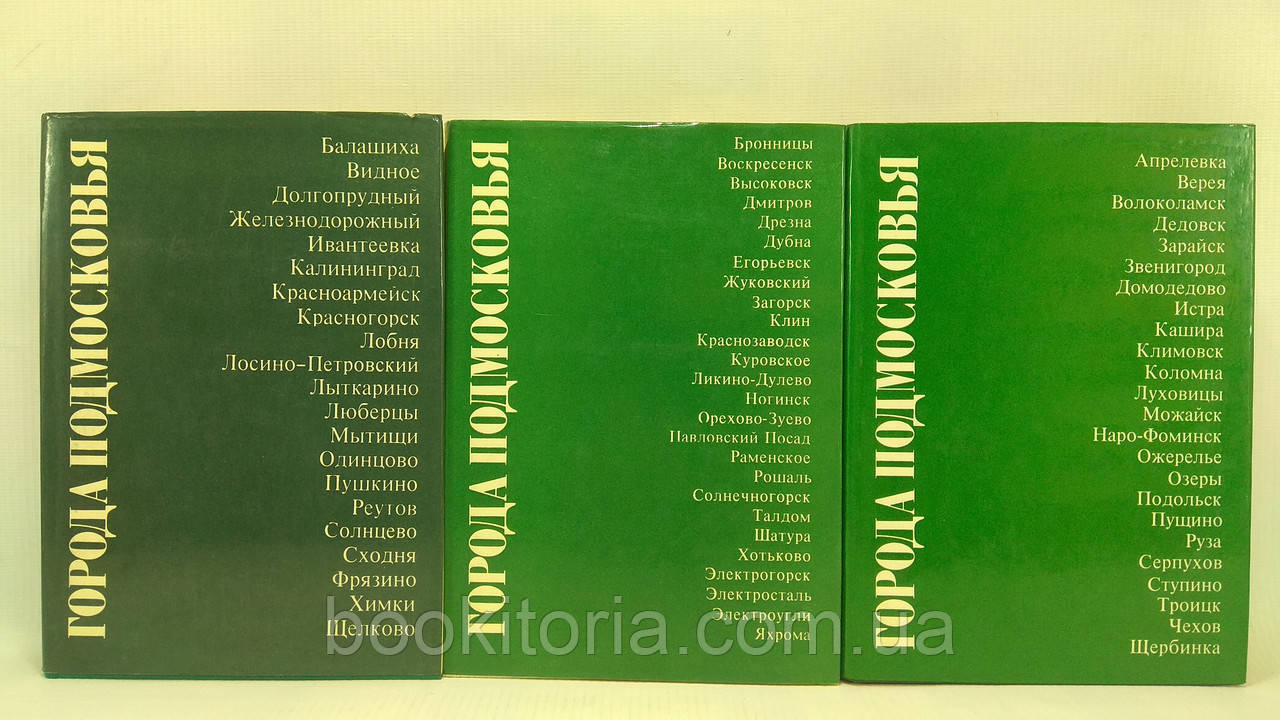 ГОРОДА ПОДМОСКОВЬЯ
Балашиха
Видное
Долгопрудный
Железнодорожный
Ивантеевка
Калининград
Красноармейск
Красногорск
Лобня
Лосино-Петровский
Лыткарино
Люберцы
Мытищи
Одинцово
Пушкино
Реутов
Солнцево
Сходня
Фрязино
Химки
Щелково
ГОРОДА ПОДМОСКОВЬЯ
Бронницы
Воскресенск
Высоковск
Дмитров
Дрезна
Дубна
Егорьевск
Жуковский
Загорск
Клин
Краснозаводск
Куровское
Ликино-Дулево
Ногинск
Орехово-Зуево
Павловский Посад
Раменское
Рошаль
Солнечногорск
Талдом
Шатура
Хотьково
Электрогорск
Электросталь
Электроугли
Яхрома
ГОРОДА ПОДМОСКОВЬЯ
Апрелевка
Верея
Волоколамск
Дедовск
Зарайск
Звенигород
Домодедово
Истра
Кашира
Климовск
Коломна
Луховицы
Можайск
Наро-Фоминск
Ожерелье
Озеры
Подольск
Пущино
Руза
Серпухов
Ступино
Троицк
Чехов
Щербинка
bookitoria.com.ua